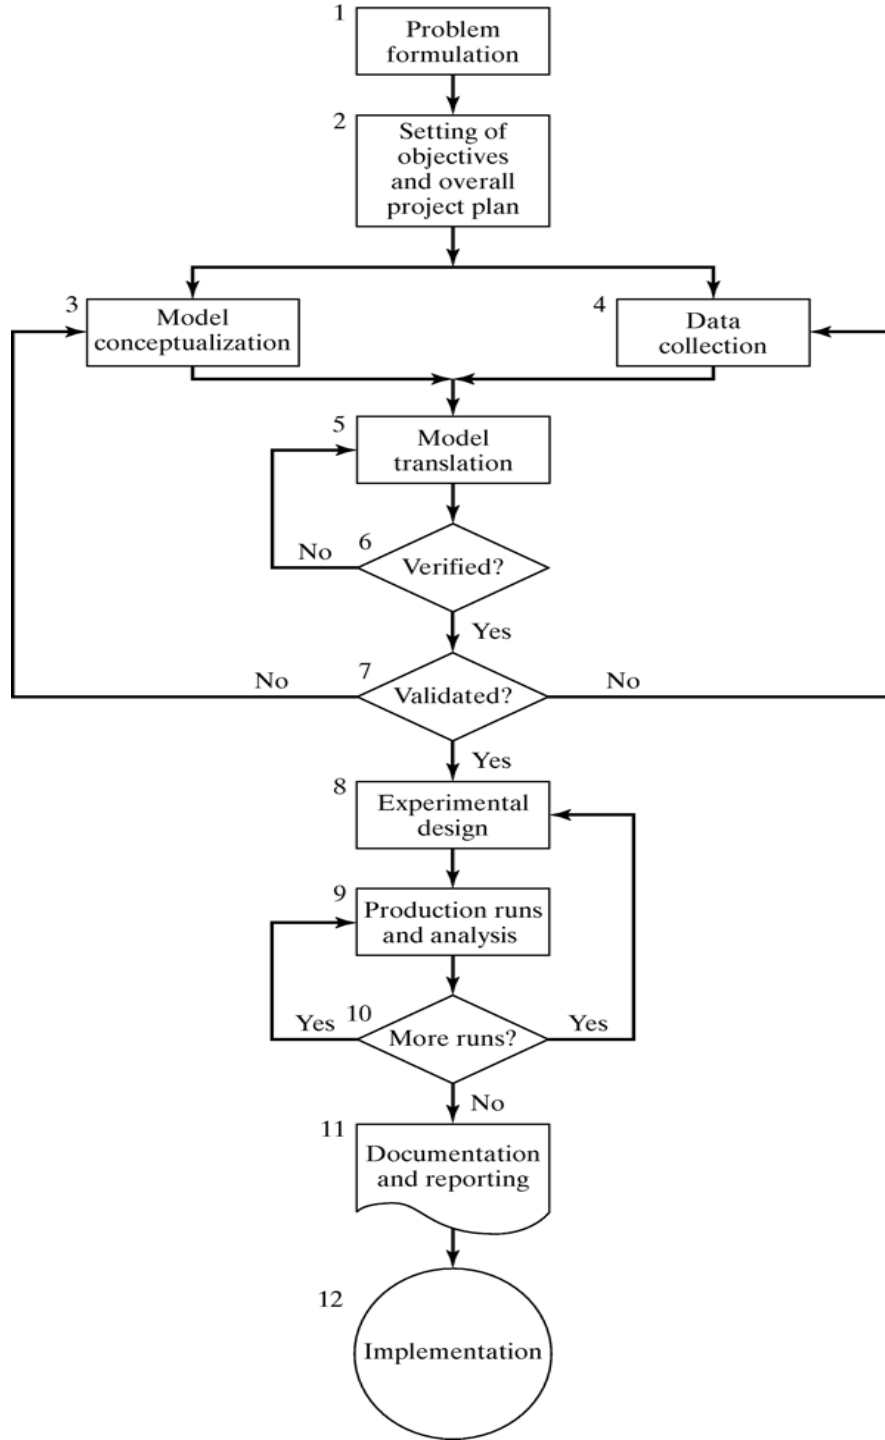 1
Problem
formulation
2
Setting of
objectives
and overall
project plan
3
Model
conceptualization
4
Data
collection
5
Model
translation
6
No
Verified?
Yes
7
No
Validated?
No
Yes
8
Experimental
design
9
Production runs
and analysis
10
Yes
More runs?
Yes
No
11
Documentation
and reporting
12
Implementation